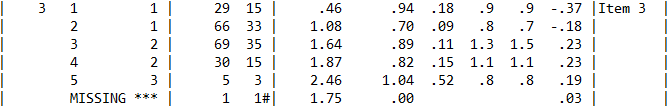 | 3 1 1 | 29 15 | .46 .94 .18 .9 .9 -.37 |Item 3 |
| 2 1 | 66 33 | 1.08 .70 .09 .8 .7 -.18 | |
| 3 2 | 69 35 | 1.64 .89 .11 1.3 1.5 .23 | |
| 4 2 | 30 15 | 1.87 .82 .15 1.1 1.1 .23 | |
| 5 3 | 5 3 | 2.46 1.04 .52 .8 .8 .19 | |
| MISSING *** | 1 1#| 1.75 .00 .03 | |